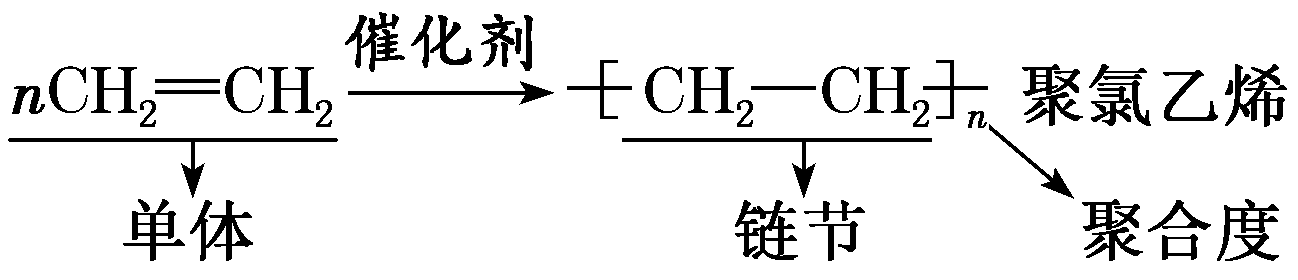 催化剂
nCH₂=CH₂ → ⁅CH₂—CH₂⁆ₙ 聚氯乙烯
单体 链节 聚合度